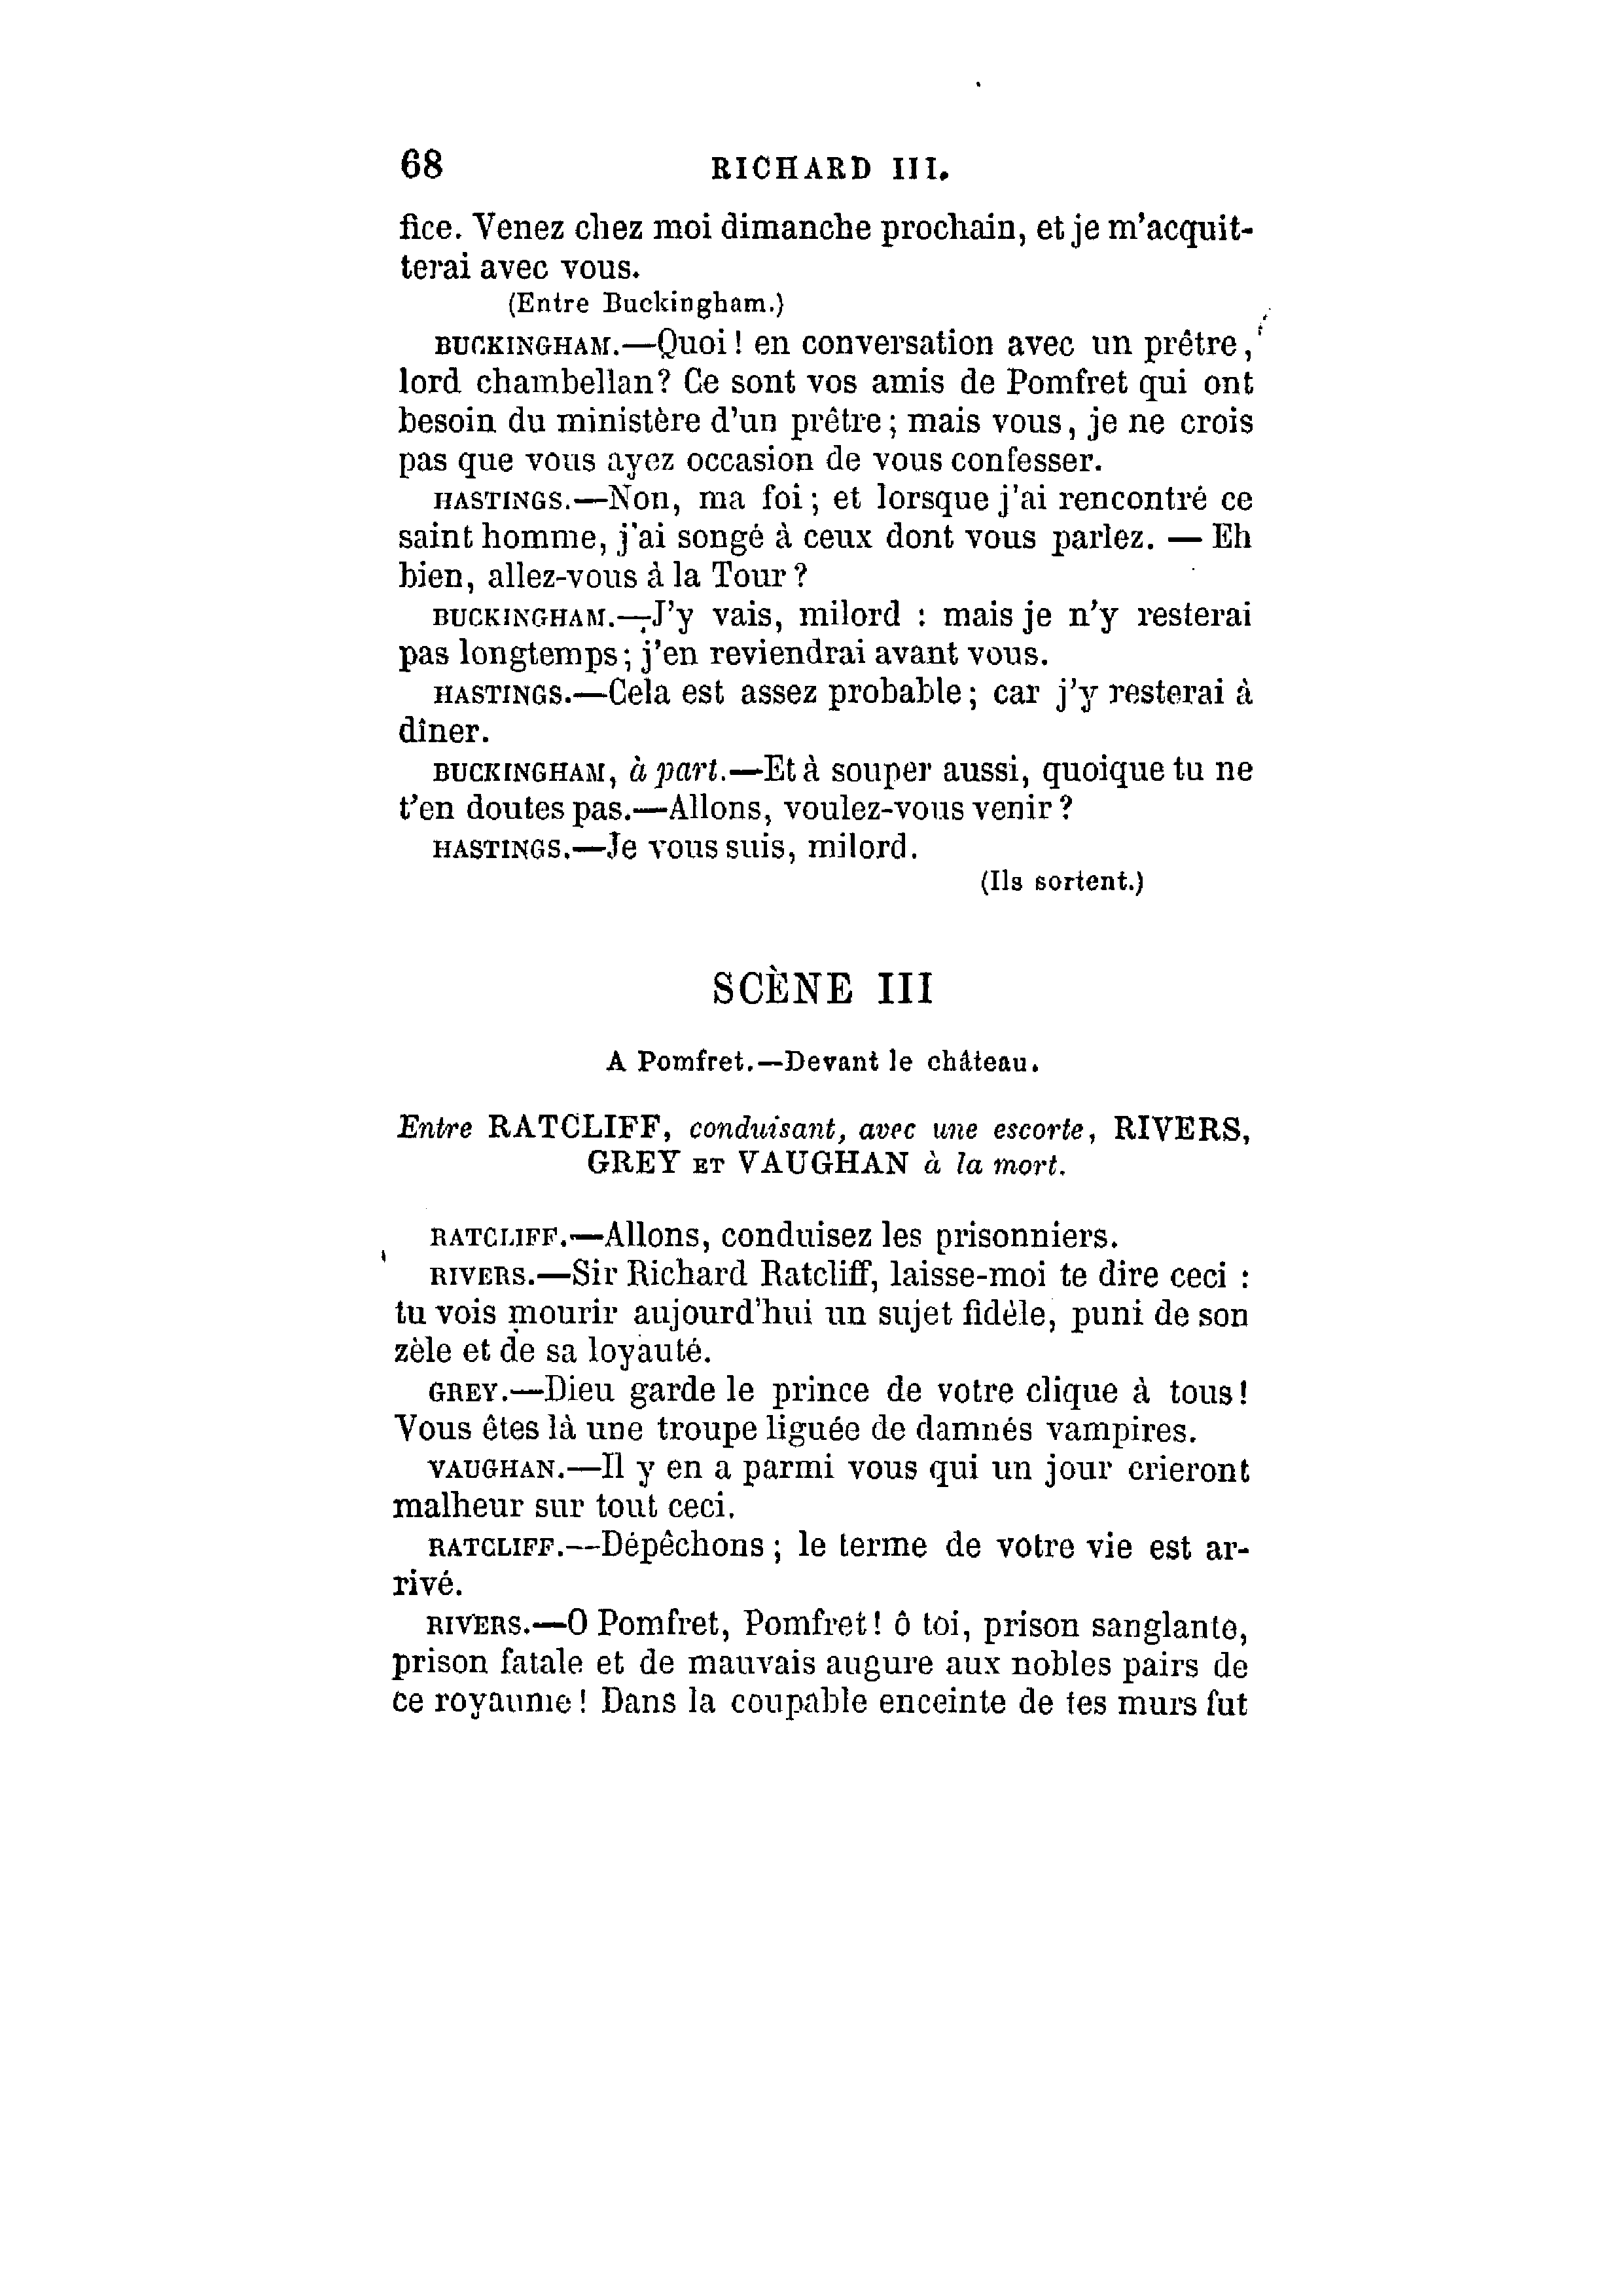 68 RICHARD III.
fice. Venez chez moi dimanche prochain, et je m'acquit-
terai avec vous.
(Entre Buckingham.)
BUCKINGHAM.—Quoi ! en conversation avec un prêtre,
lord chambellan? Ce sont vos amis de Pomfret qui ont
besoin du ministère d'un prêtre ; mais vous, je ne crois
pas que vous ayez occasion de vous confesser.
HASTINGS.—Non, ma foi ; et lorsque j'ai rencontré ce
saint homme, j'ai songé à ceux dont vous parlez. — Eh
bien, allez-vous à la Tour ?
BUCKINGHAM.—J'y vais, milord : mais je n'y resterai
pas longtemps ; j'en reviendrai avant vous.
HASTINGS.—Cela est assez probable ; car j'y resterai à
dîner.
BUCKINGHAM, à part.—Et à souper aussi, quoique tu ne
t'en doutes pas.—Allons, voulez-vous venir ?
HASTINGS.—Je vous suis, milord.
(Ils sortent.)
SCÈNE III
A Pomfret.—Devant le château.
Entre RATCLIFF, conduisant, avec une escorte, RIVERS,
GREY ET VAUGHAN à la mort.
RATCLIFF.—Allons, conduisez les prisonniers.
RIVERS.—Sir Richard Ratcliff, laisse-moi te dire ceci :
tu vois mourir aujourd'hui un sujet fidèle, puni de son
zèle et de sa loyauté.
GREY.—Dieu garde le prince de votre clique à tous!
Vous êtes là une troupe liguée de damnés vampires.
VAUGHAN.—Il y en a parmi vous qui un jour crieront
malheur sur tout ceci.
RATCLIFF.—Dépêchons ; le terme de votre vie est ar-
rivé.
RIVERS.—O Pomfret, Pomfret! ô toi, prison sanglante,
prison fatale et de mauvais augure aux nobles pairs de
ce royaume ! Dans la coupable enceinte de tes murs fut